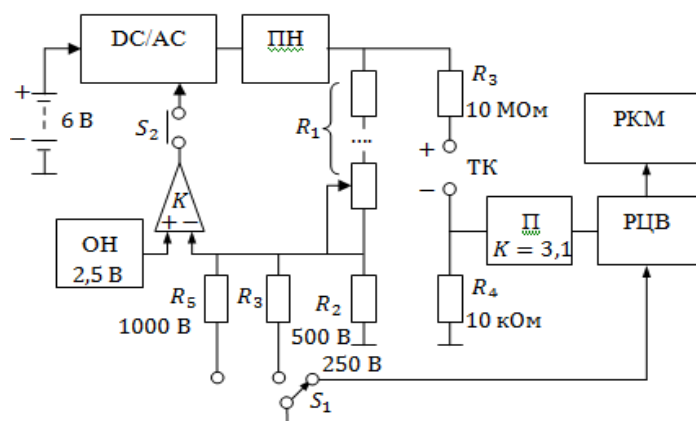 DC/AC
ПН
+
−
6 В
S₂
R₁
....
R₃
10 МОм
+
ТК
−
РКМ
K
+ −
ОН
2,5 В
П
K = 3,1
РЦВ
R₅
1000 В
R₃
R₂
500 В
250 В
R₄
10 кОм
S₁